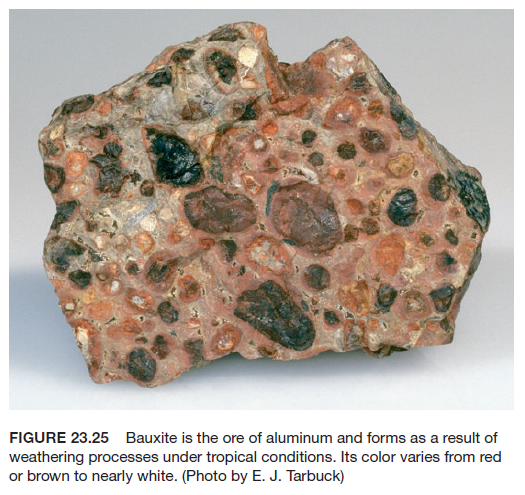 FIGURE 23.25 Bauxite is the ore of aluminum and forms as a result of
weathering processes under tropical conditions. Its color varies from red
or brown to nearly white. (Photo by E. J. Tarbuck)